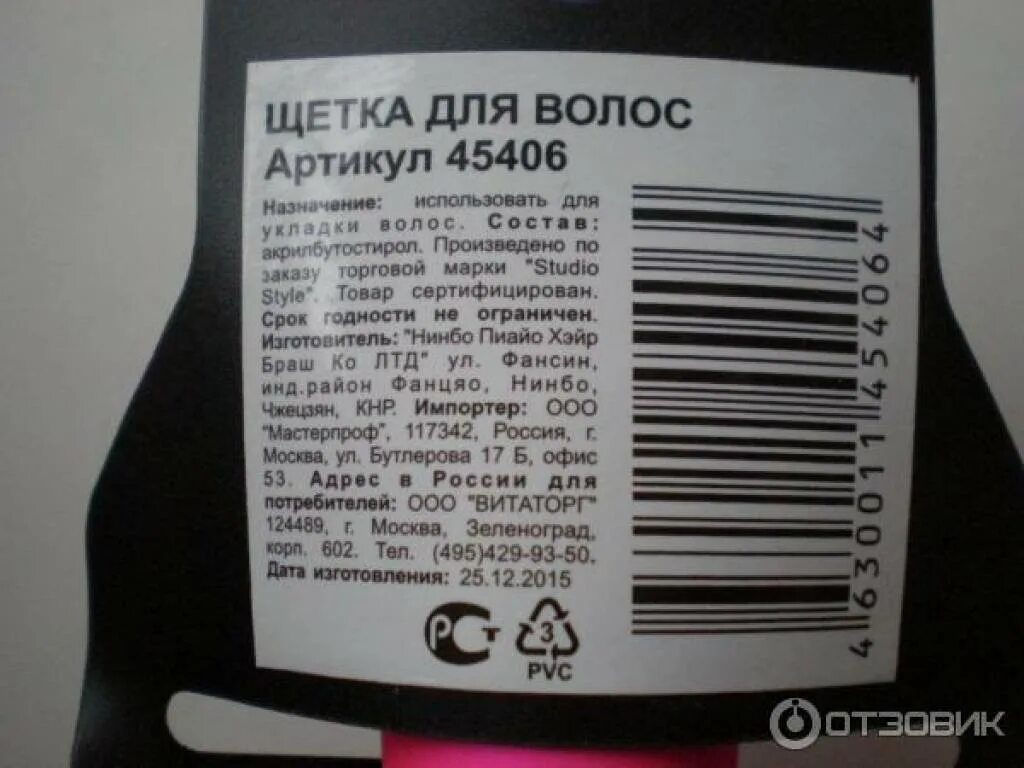 ЩЕТКА ДЛЯ ВОЛОС
Артикул 45406
Назначение: использовать для
укладки волос. Состав:
акрилбутостирол. Произведено по
заказу торговой марки "Studio
Style". Товар сертифицирован.
Срок годности не ограничен.
Изготовитель: "Нинбо Пиайо Хэйр
Браш Ко ЛТД" ул. Фансин,
инд.район Фанцяо, Нинбо,
Чжецзян, КНР. Импортер: ООО
"Мастерпроф", 117342, Россия, г.
Москва, ул. Бутлерова 17 Б, офис
53. Адрес в России для
потребителей: ООО "ВИТАТОРГ"
124489, г. Москва, Зеленоград,
корп. 602. Тел. (495)429-93-50.
Дата изготовления: 25.12.2015
РСТ
3
PVC
4630011454064
ОТЗОВИК